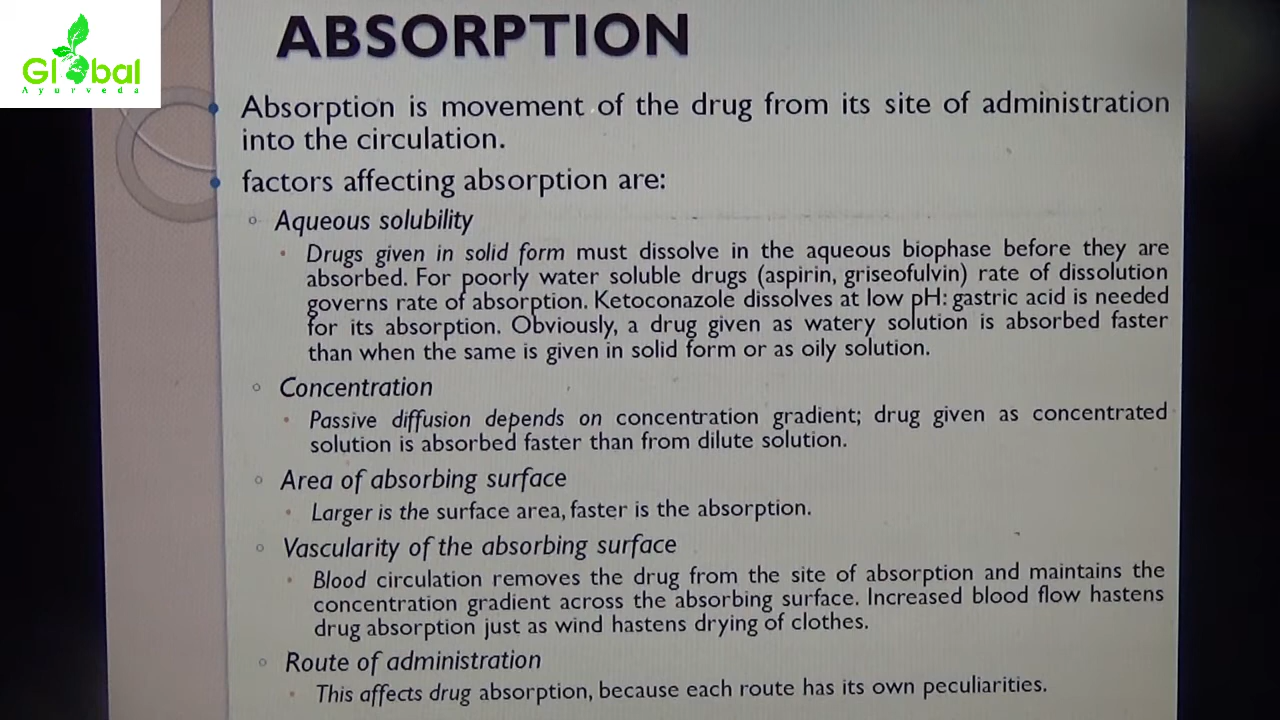 Global
Ayurveda
ABSORPTION
Absorption is movement of the drug from its site of administration
into the circulation.
factors affecting absorption are:
Aqueous solubility
Drugs given in solid form must dissolve in the aqueous biophase before they are
absorbed. For poorly water soluble drugs (aspirin, griseofulvin) rate of dissolution
governs rate of absorption. Ketoconazole dissolves at low pH: gastric acid is needed
for its absorption. Obviously, a drug given as watery solution is absorbed faster
than when the same is given in solid form or as oily solution.
Concentration
Passive diffusion depends on concentration gradient; drug given as concentrated
solution is absorbed faster than from dilute solution.
Area of absorbing surface
Larger is the surface area, faster is the absorption.
Vascularity of the absorbing surface
Blood circulation removes the drug from the site of absorption and maintains the
concentration gradient across the absorbing surface. Increased blood flow hastens
drug absorption just as wind hastens drying of clothes.
Route of administration
This affects drug absorption, because each route has its own peculiarities.